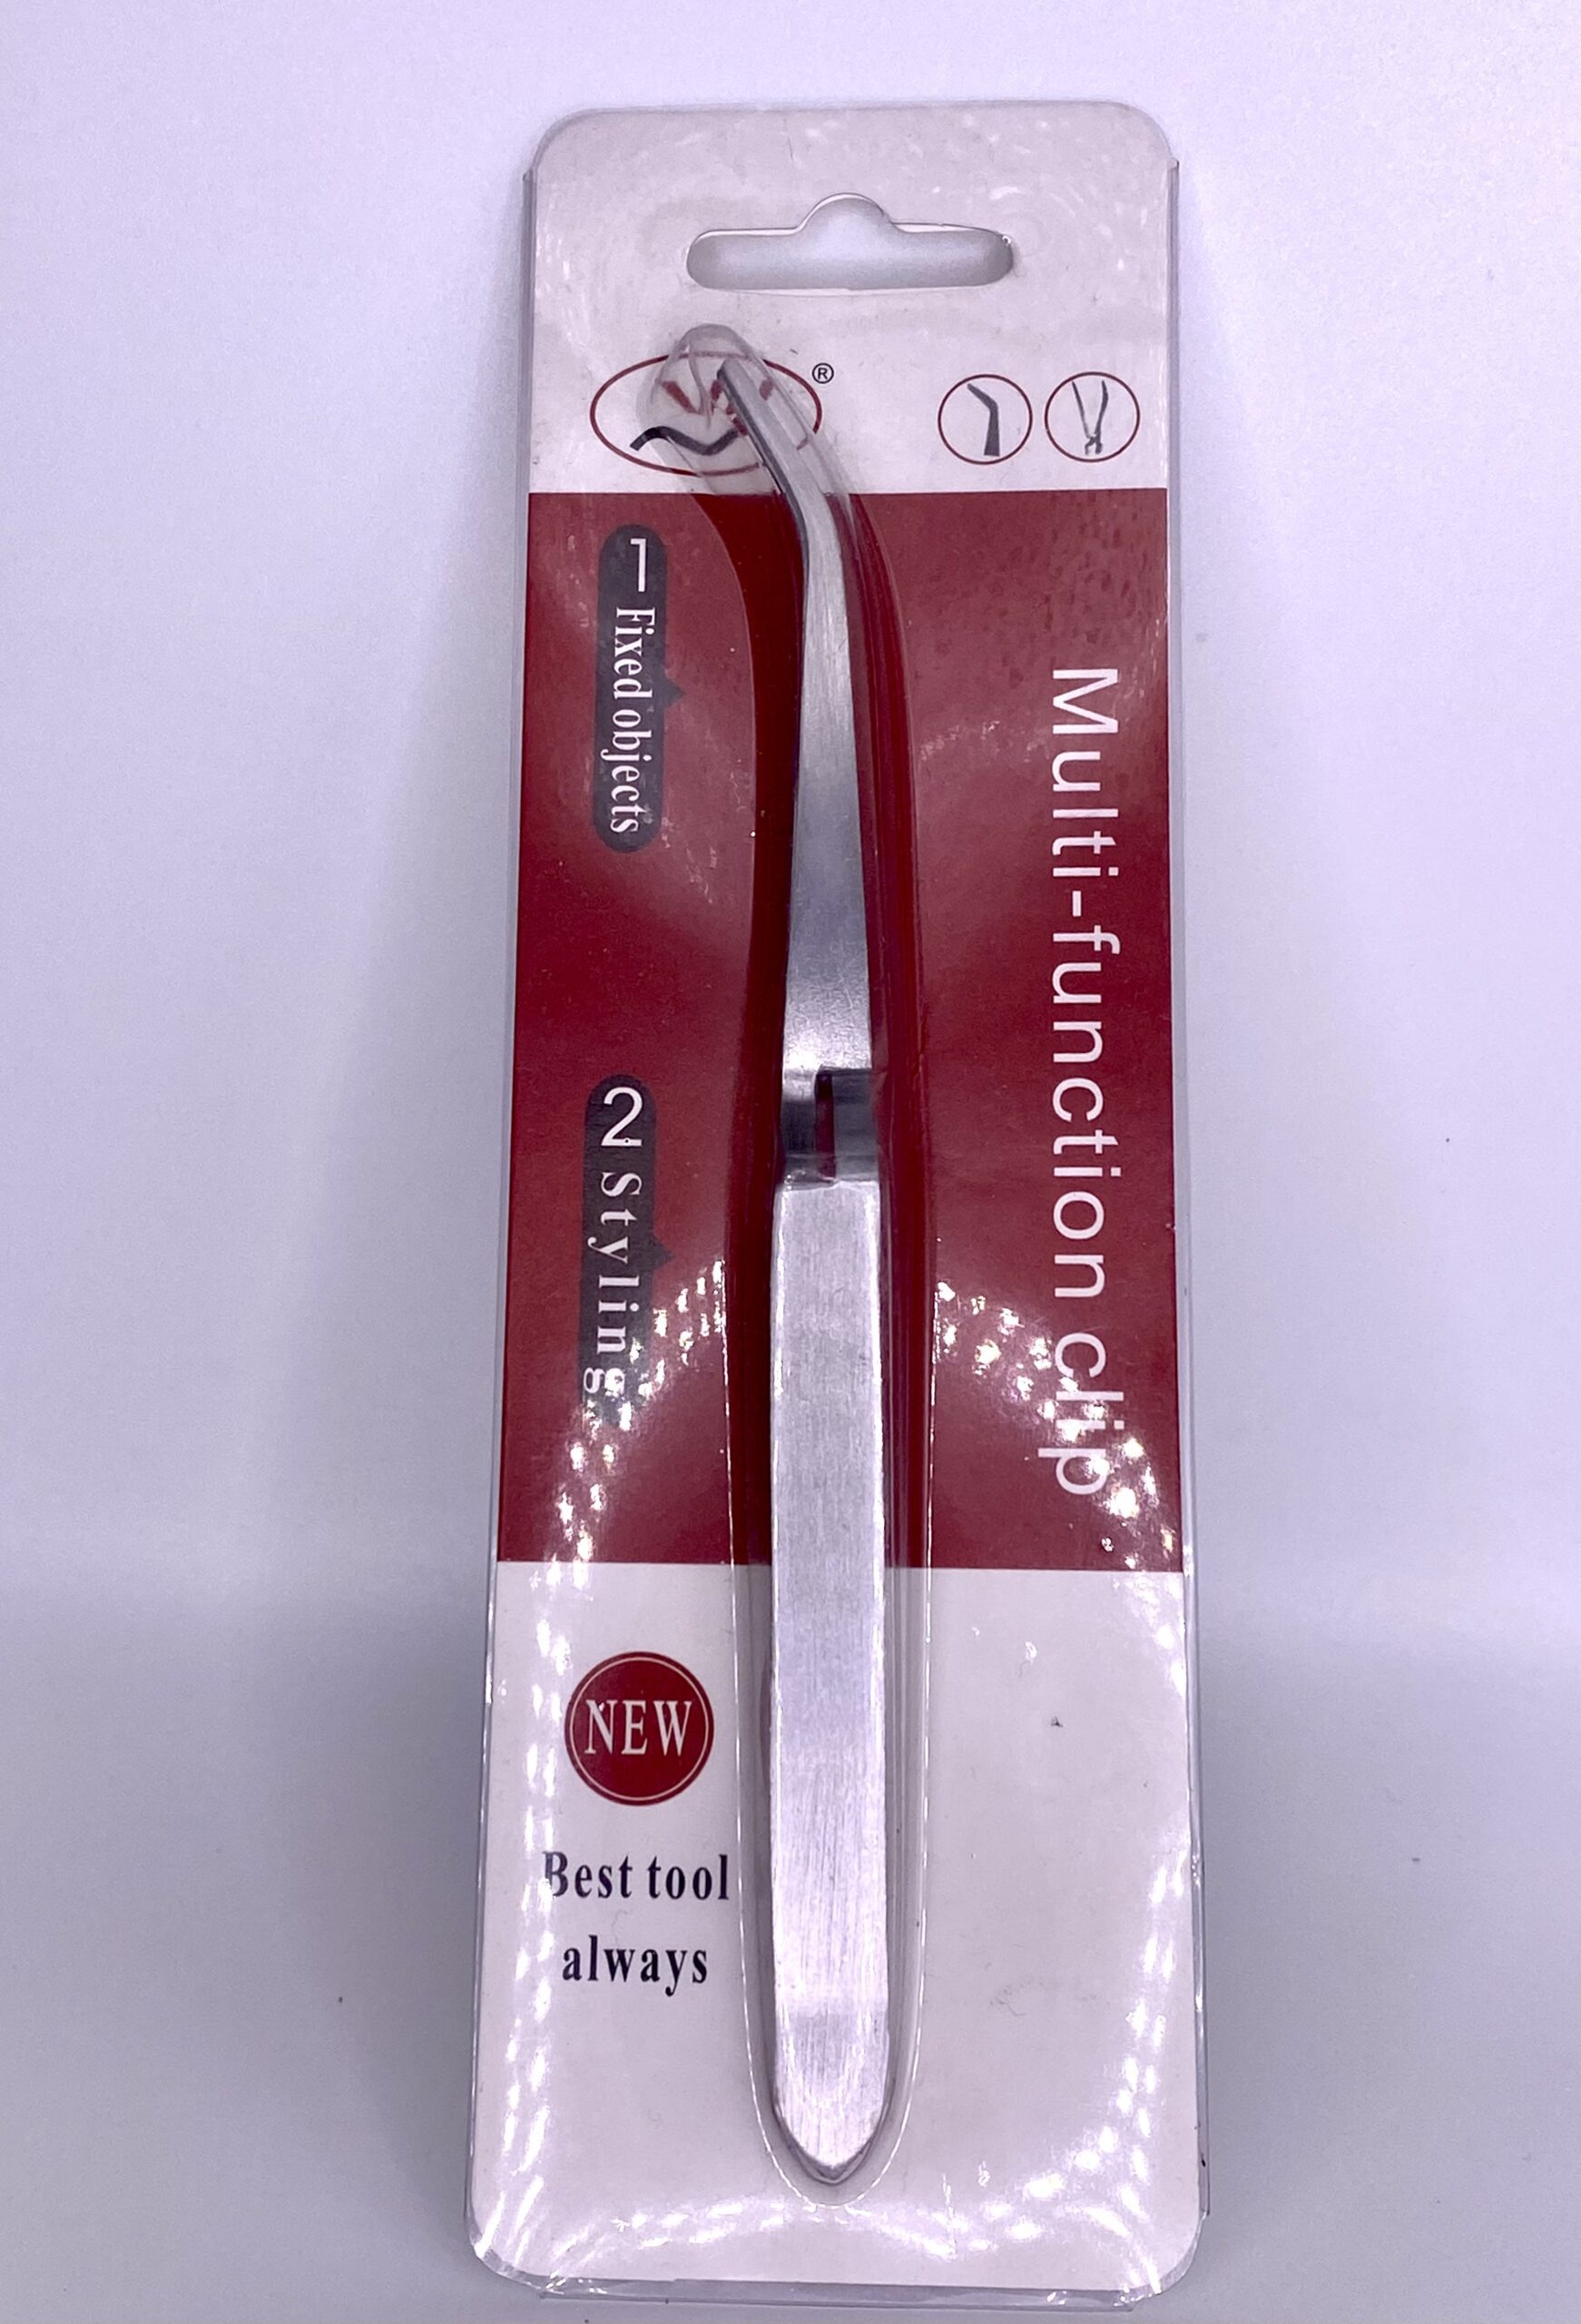 ®
1 Fixed objects
Multi-function clip
2 Styling
NEW
Best tool
always